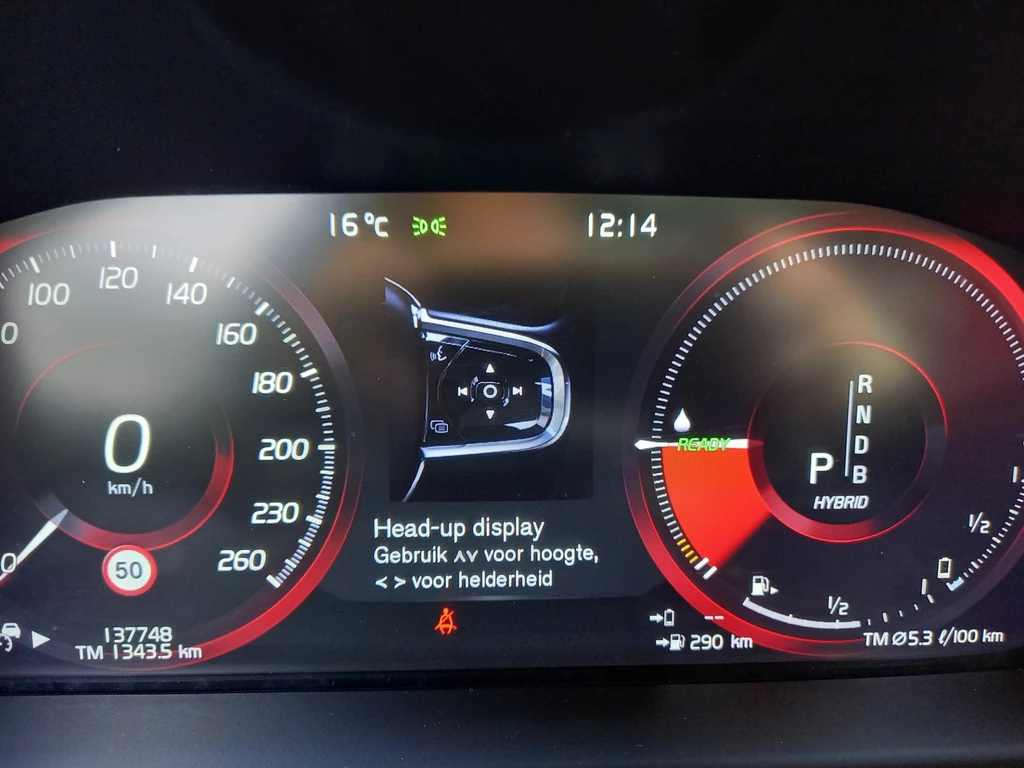 16°C
12:14
0
100
120
140
160
180
200
230
260
0
km/h
50
0
137748
TM 1343.5 km
Head-up display
Gebruik ∧∨ voor hoogte,
< > voor helderheid
READY
R
N
D
B
P
HYBRID
1/2
1/2
--
290 km
TM Ø5.3 ℓ/100 km